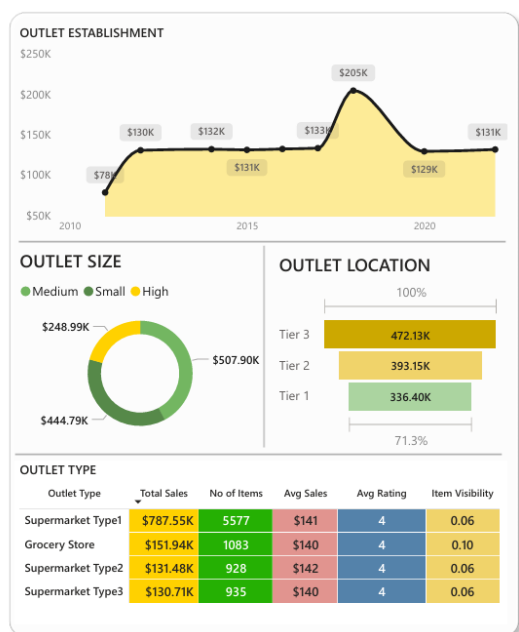 OUTLET ESTABLISHMENT
$250K
$200K
$150K
$100K
$50K
$78K
$130K
$132K
$131K
$133K
$205K
$129K
$131K
2010
2015
2020
OUTLET SIZE
Medium Small High
$248.99K
$507.90K
$444.79K
OUTLET LOCATION
100%
Tier 3 472.13K
Tier 2 393.15K
Tier 1 336.40K
71.3%
OUTLET TYPE
Outlet Type Total Sales No of Items Avg Sales Avg Rating Item Visibility
Supermarket Type1 $787.55K 5577 $141 4 0.06
Grocery Store $151.94K 1083 $140 4 0.10
Supermarket Type2 $131.48K 928 $142 4 0.06
Supermarket Type3 $130.71K 935 $140 4 0.06